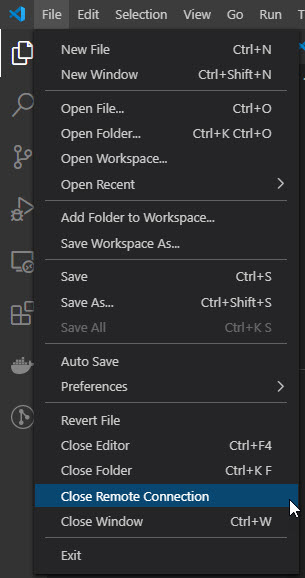 File Edit Selection View Go Run
New File Ctrl+N
New Window Ctrl+Shift+N
Open File... Ctrl+O
Open Folder... Ctrl+K Ctrl+O
Open Workspace...
Open Recent
Add Folder to Workspace...
Save Workspace As...
Save Ctrl+S
Save As... Ctrl+Shift+S
Save All Ctrl+K S
Auto Save
Preferences
Revert File
Close Editor Ctrl+F4
Close Folder Ctrl+K F
Close Remote Connection
Close Window Ctrl+W
Exit